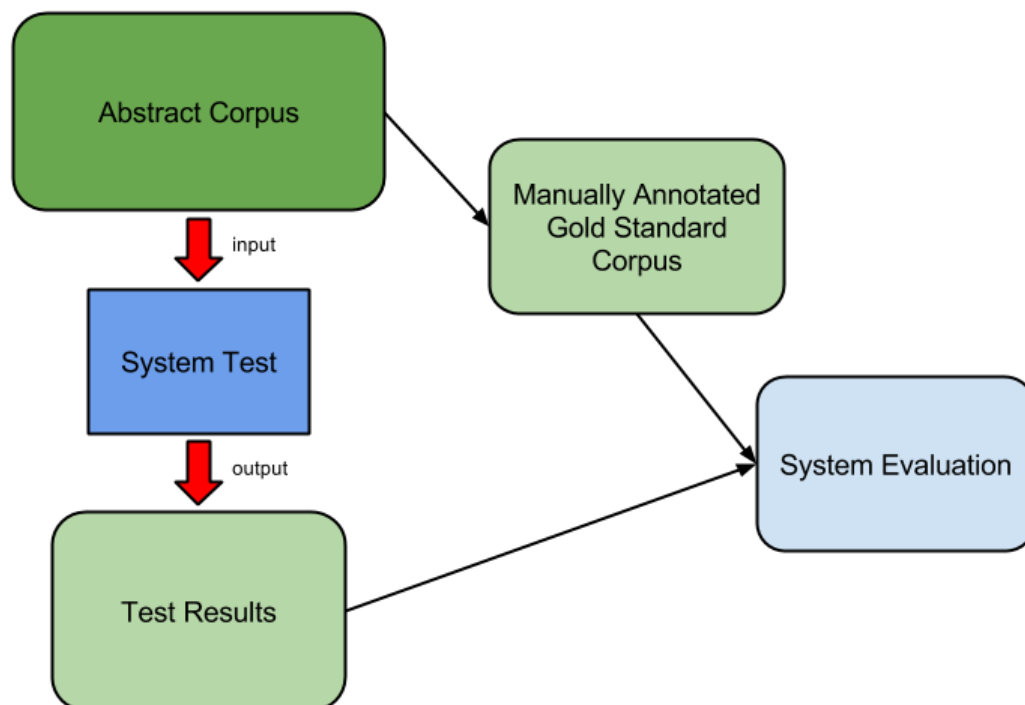 Abstract Corpus
input
Manually Annotated
Gold Standard
Corpus
System Test
output
System Evaluation
Test Results